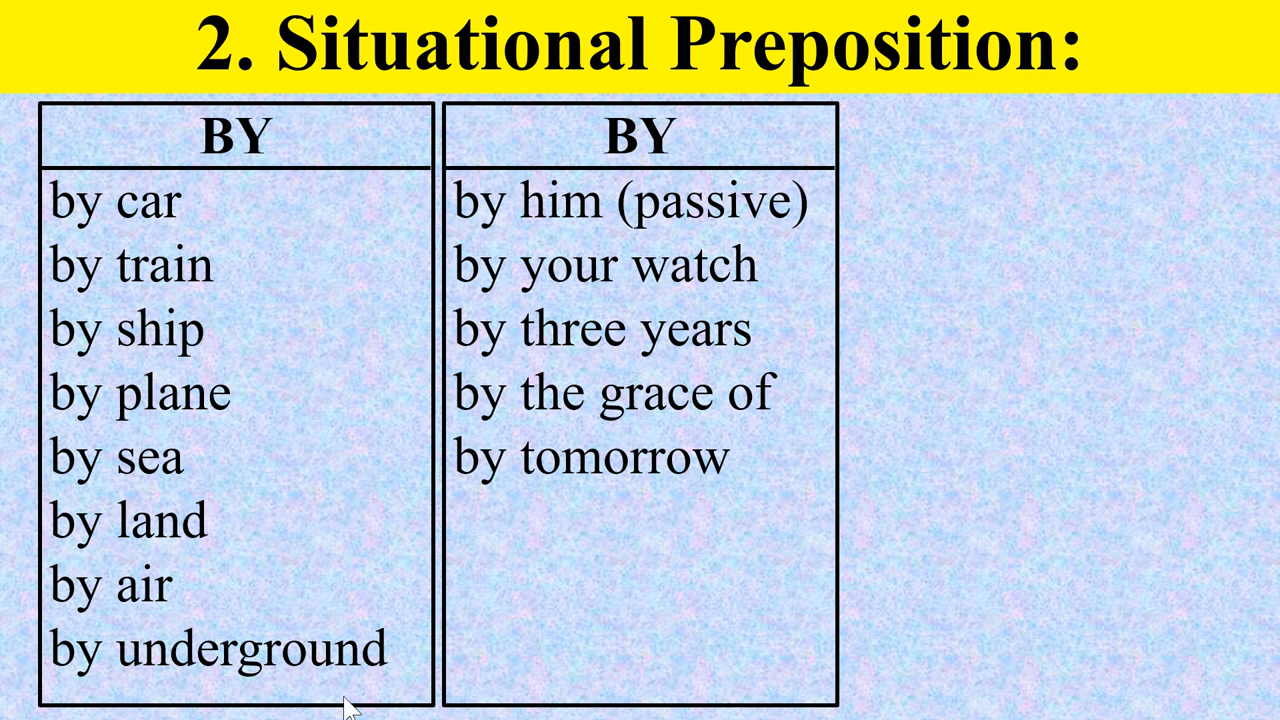 2. Situational Preposition:
BY
by car
by train
by ship
by plane
by sea
by land
by air
by underground
BY
by him (passive)
by your watch
by three years
by the grace of
by tomorrow